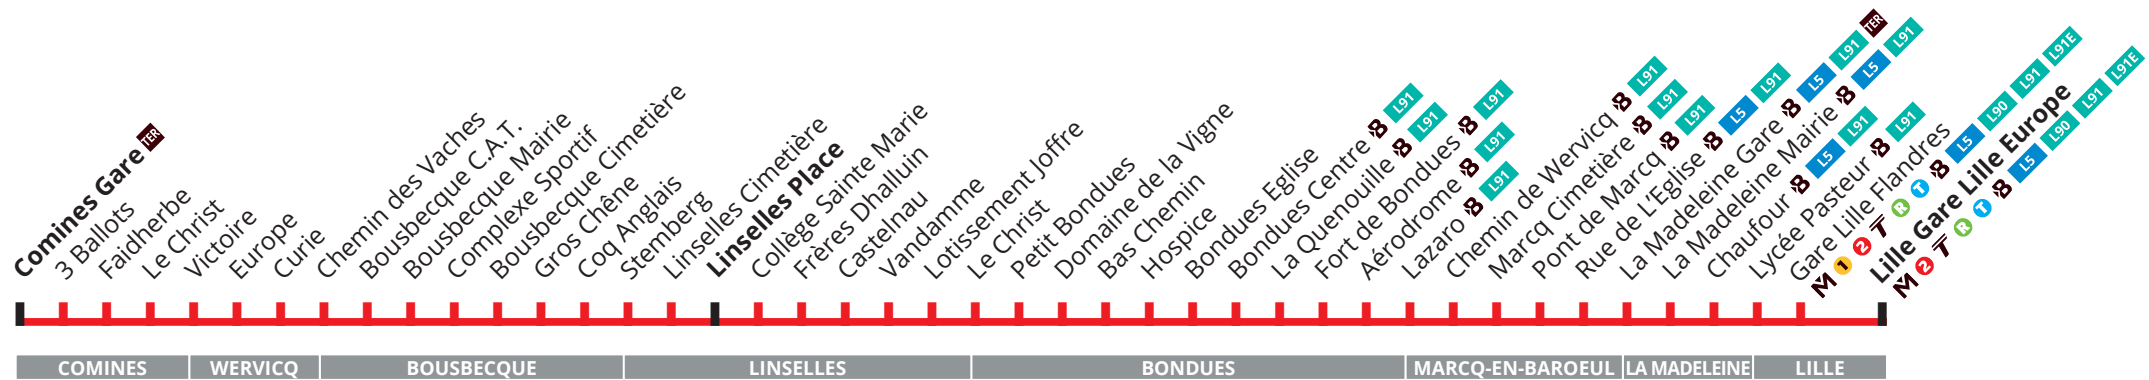 Comines Gare TER
3 Ballots
Faidherbe
Le Christ
Victoire
Europe
Curie
Chemin des Vaches
Bousbecque C.A.T.
Bousbecque Mairie
Complexe Sportif
Bousbecque Cimetière
Gros Chêne
Coq Anglais
Stemberg
Linselles Cimetière
Linselles Place
Collège Sainte Marie
Frères Dhalluin
Castelnau
Vandamme
Lotissement Joffre
Le Christ
Petit Bondues
Domaine de la Vigne
Bas Chemin
Hospice
Bondues Eglise
Bondues Centre B L91
La Quenouille B L91
Fort de Bondues B L91
Aérodrome B L91
Lazaro B L91
Chemin de Wervicq B L91
Marcq Cimetière B L91
Pont de Marcq B L91
Rue de L'Eglise B L5 L91
La Madeleine Gare B L5 L91 TER
La Madeleine Mairie B L5 L91
Chaufour B L5 L91
Lycée Pasteur B L91
Gare Lille Flandres
M 1 2 T R T B L5 L90 L91 L91E
Lille Gare Lille Europe
M 2 T R T B L5 L90 L91 L91E
COMINES
WERVICQ
BOUSBECQUE
LINSELLES
BONDUES
MARCQ-EN-BAROEUL
LA MADELEINE
LILLE